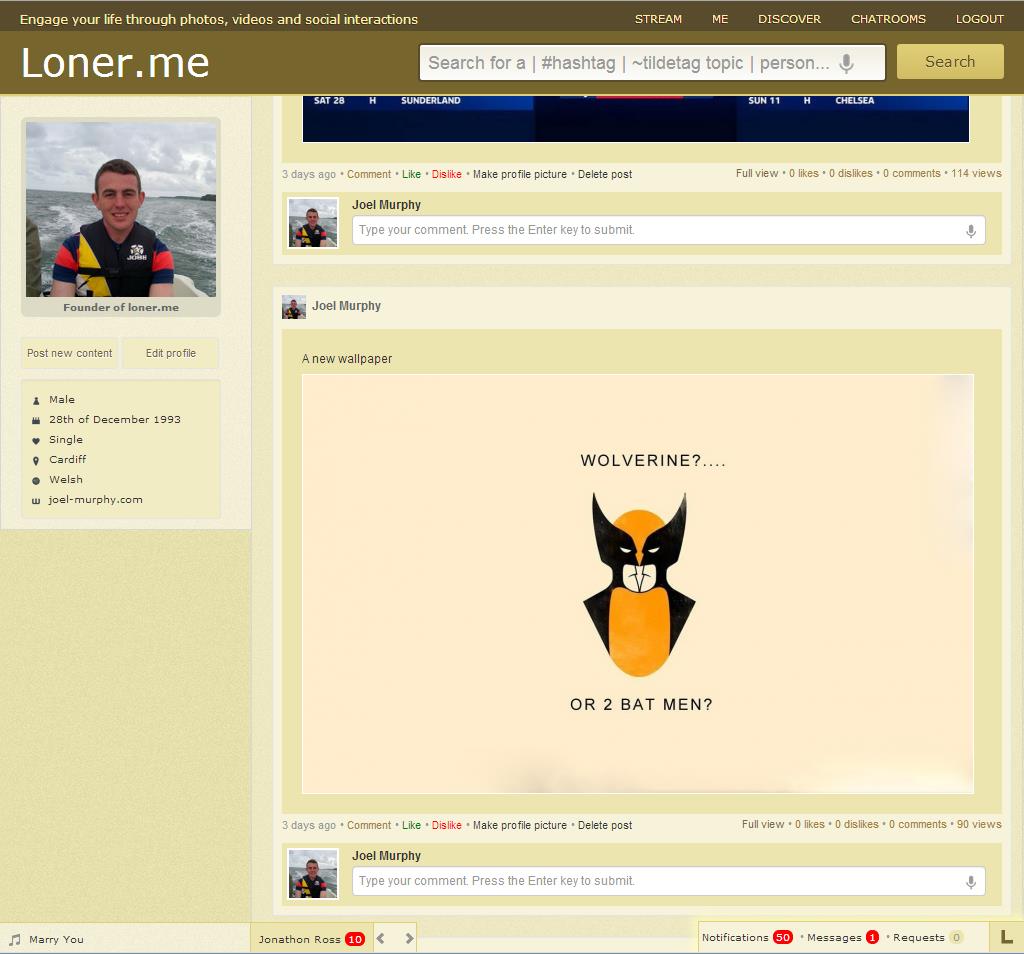 Engage your life through photos, videos and social interactions
STREAM ME DISCOVER CHATROOMS LOGOUT
Loner.me
Search for a | #hashtag | ~tildetag topic | person...
Search
SAT 28 H SUNDERLAND
SUN 11 H CHELSEA
3 days ago • Comment • Like • Dislike • Make profile picture • Delete post
Full view • 0 likes • 0 dislikes • 0 comments • 114 views
Joel Murphy
Type your comment. Press the Enter key to submit.
JOBE
Founder of loner.me
Post new content
Edit profile
Male
28th of December 1993
Single
Cardiff
Welsh
joel-murphy.com
Joel Murphy
A new wallpaper
WOLVERINE?....
OR 2 BAT MEN?
3 days ago • Comment • Like • Dislike • Make profile picture • Delete post
Full view • 0 likes • 0 dislikes • 0 comments • 90 views
Joel Murphy
Type your comment. Press the Enter key to submit.
Marry You
Jonathon Ross 10
Notifications 50 • Messages 1 • Requests 0
L